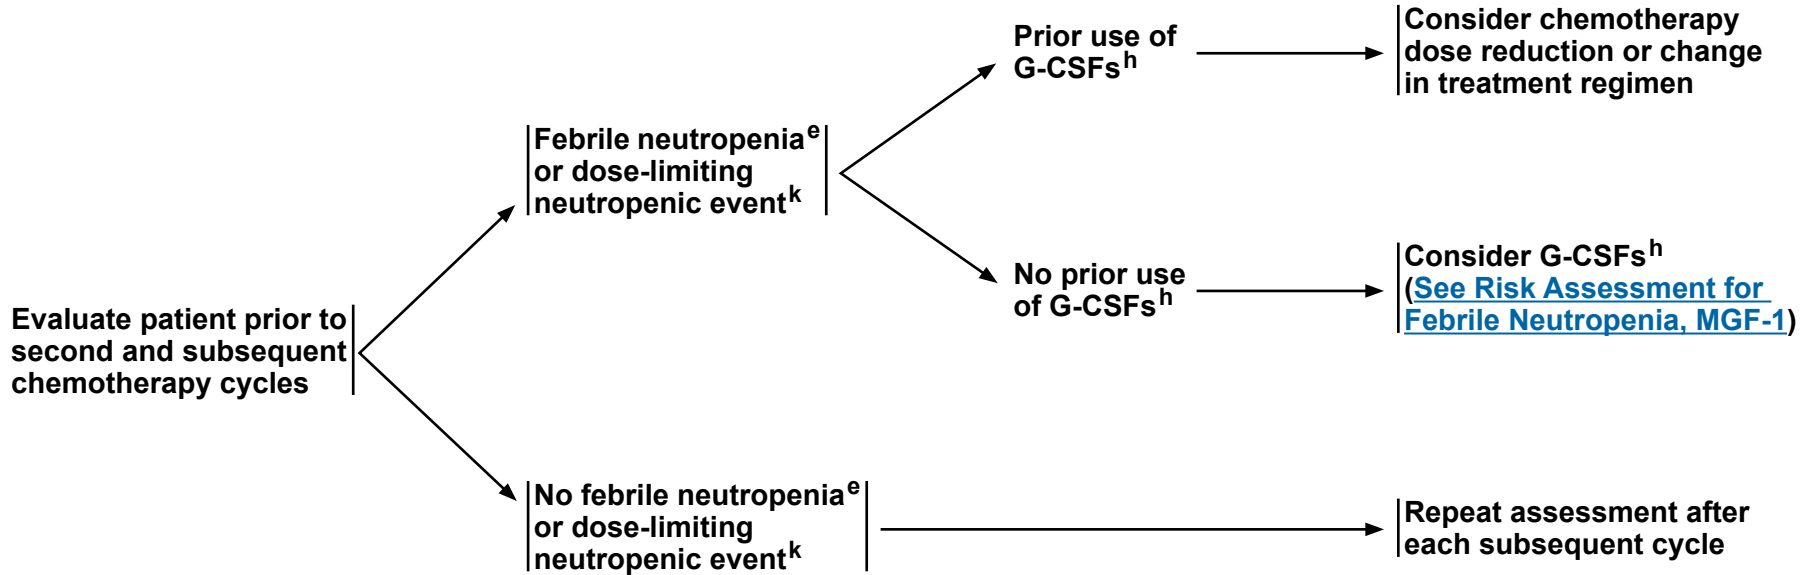 Evaluate patient prior to
second and subsequent
chemotherapy cycles
Febrile neutropeniaᵉ
or dose-limiting
neutropenic eventᵏ
Prior use of
G-CSFsʰ
Consider chemotherapy
dose reduction or change
in treatment regimen
No prior use
of G-CSFsʰ
Consider G-CSFsʰ
(See Risk Assessment for
Febrile Neutropenia, MGF-1)
No febrile neutropeniaᵉ
or dose-limiting
neutropenic eventᵏ
Repeat assessment after
each subsequent cycle